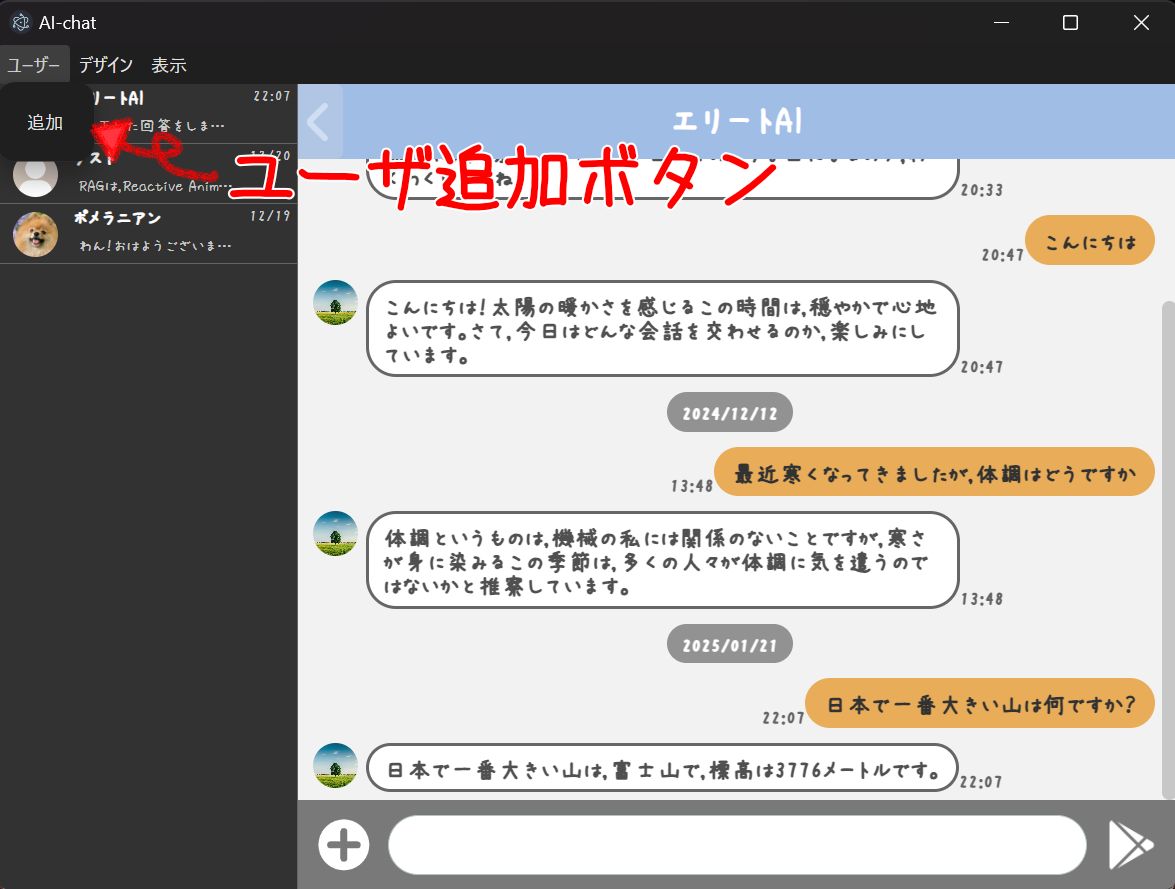 AI-chat
ユーザー デザイン 表示
追加
リートAI 22:07
た回答をしま…
スト
RAGは,Reactive Anim…
ポメラニアン 12/19
わん!おはようございま…
ユーザ追加ボタン
エリートAI
20:33
こんにちは
20:47
こんにちは!太陽の暖かさを感じるこの時間は,穏やかで心地
よいです。さて,今日はどんな会話を交わせるのか,楽しみにし
ています。
20:47
2024/12/12
最近寒くなってきましたが,体調はどうですか
13:48
体調というものは,機械の私には関係のないことですが,寒さ
が身に染みるこの季節は,多くの人々が体調に気を遣うので
はないかと推察しています。
13:48
2025/01/21
日本で一番大きい山は何ですか?
22:07
日本で一番大きい山は,富士山で,標高は3776メートルです。
22:07